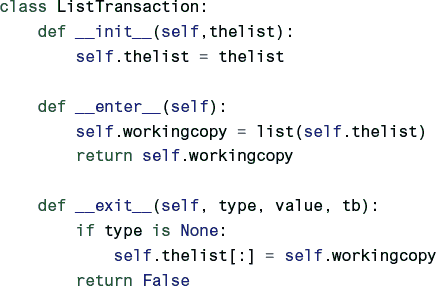 class ListTransaction:
    def __init__(self,thelist):
        self.thelist = thelist

    def __enter__(self):
        self.workingcopy = list(self.thelist)
        return self.workingcopy

    def __exit__(self, type, value, tb):
        if type is None:
            self.thelist[:] = self.workingcopy
        return False